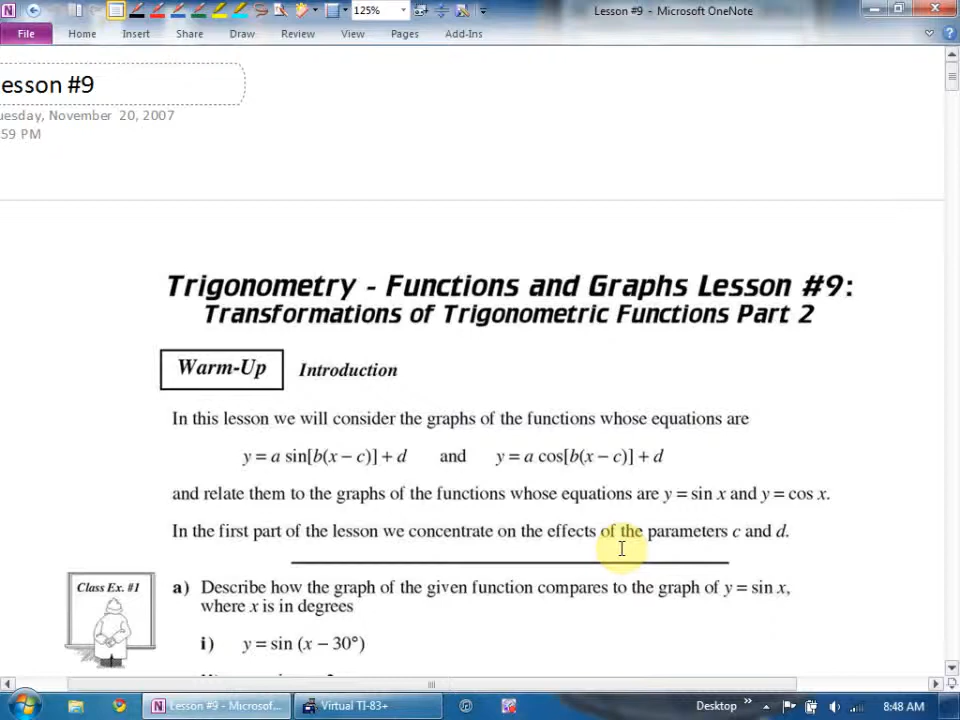 125%
Lesson #9 - Microsoft OneNote
File Home Insert Share Draw Review View Pages Add-Ins
esson #9
uesday, November 20, 2007
59 PM
Trigonometry - Functions and Graphs Lesson #9:
Transformations of Trigonometric Functions Part 2
Warm-Up Introduction
In this lesson we will consider the graphs of the functions whose equations are
y = a sin[b(x − c)] + d and y = a cos[b(x − c)] + d
and relate them to the graphs of the functions whose equations are y = sin x and y = cos x.
In the first part of the lesson we concentrate on the effects of the parameters c and d.
Class Ex. #1
a) Describe how the graph of the given function compares to the graph of y = sin x,
where x is in degrees
i) y = sin (x − 30°)
Lesson #9 - Microsof... Virtual TI-83+ Desktop 8:48 AM